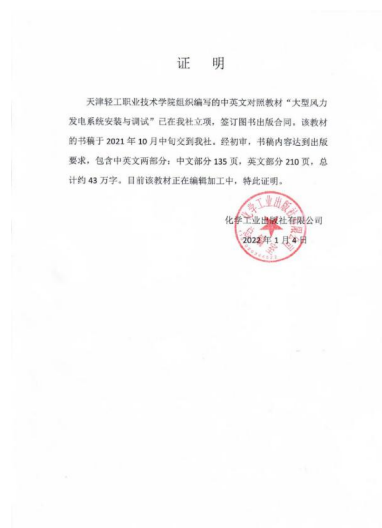 证 明
天津轻工职业技术学院组织编写的中英文对照教材“大型风力
发电系统安装与调试”已在我社立项，签订图书出版合同。该教材
的书稿于 2021 年 10 月中旬交到我社。经初审，书稿内容达到出版
要求，包含中英文两部分：中文部分 135 页，英文部分 210 页，总
计约 43 万字。目前该教材正在编辑加工中，特此证明。
化学工业出版社有限公司
2022 年 1 月 4 日